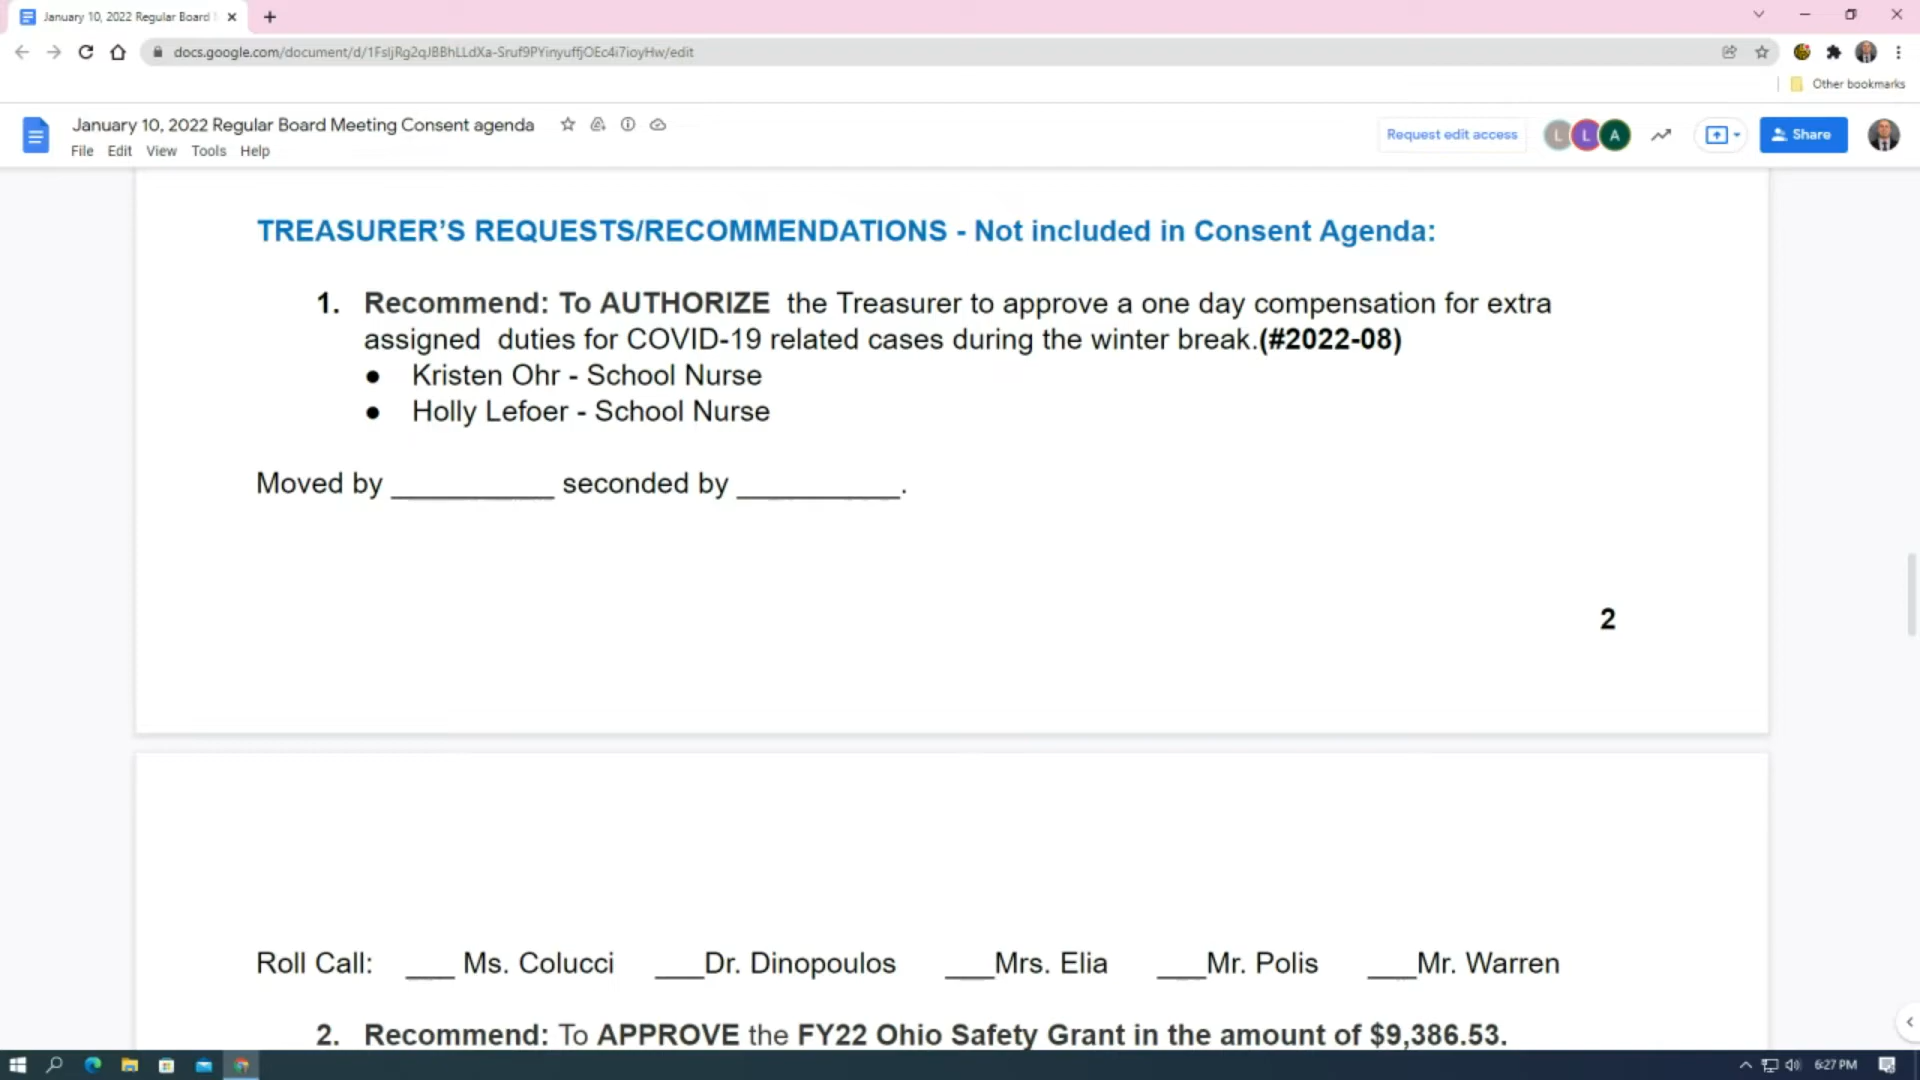 January 10, 2022 Regular Board
docs.google.com/document/d/1FsljRg2qJBBhLLdXa-Sruf9PYinyuffjOEc4i7ioyHw/edit
Other bookmarks
January 10, 2022 Regular Board Meeting Consent agenda
File Edit View Tools Help
Request edit access
L L A
Share
TREASURER’S REQUESTS/RECOMMENDATIONS - Not included in Consent Agenda:
1. Recommend: To AUTHORIZE the Treasurer to approve a one day compensation for extra
assigned duties for COVID-19 related cases during the winter break.(#2022-08)
● Kristen Ohr - School Nurse
● Holly Lefoer - School Nurse
Moved by __________ seconded by __________.
2
Roll Call: ___ Ms. Colucci ___Dr. Dinopoulos ___Mrs. Elia ___Mr. Polis ___Mr. Warren
2. Recommend: To APPROVE the FY22 Ohio Safety Grant in the amount of $9,386.53.
6:27 PM